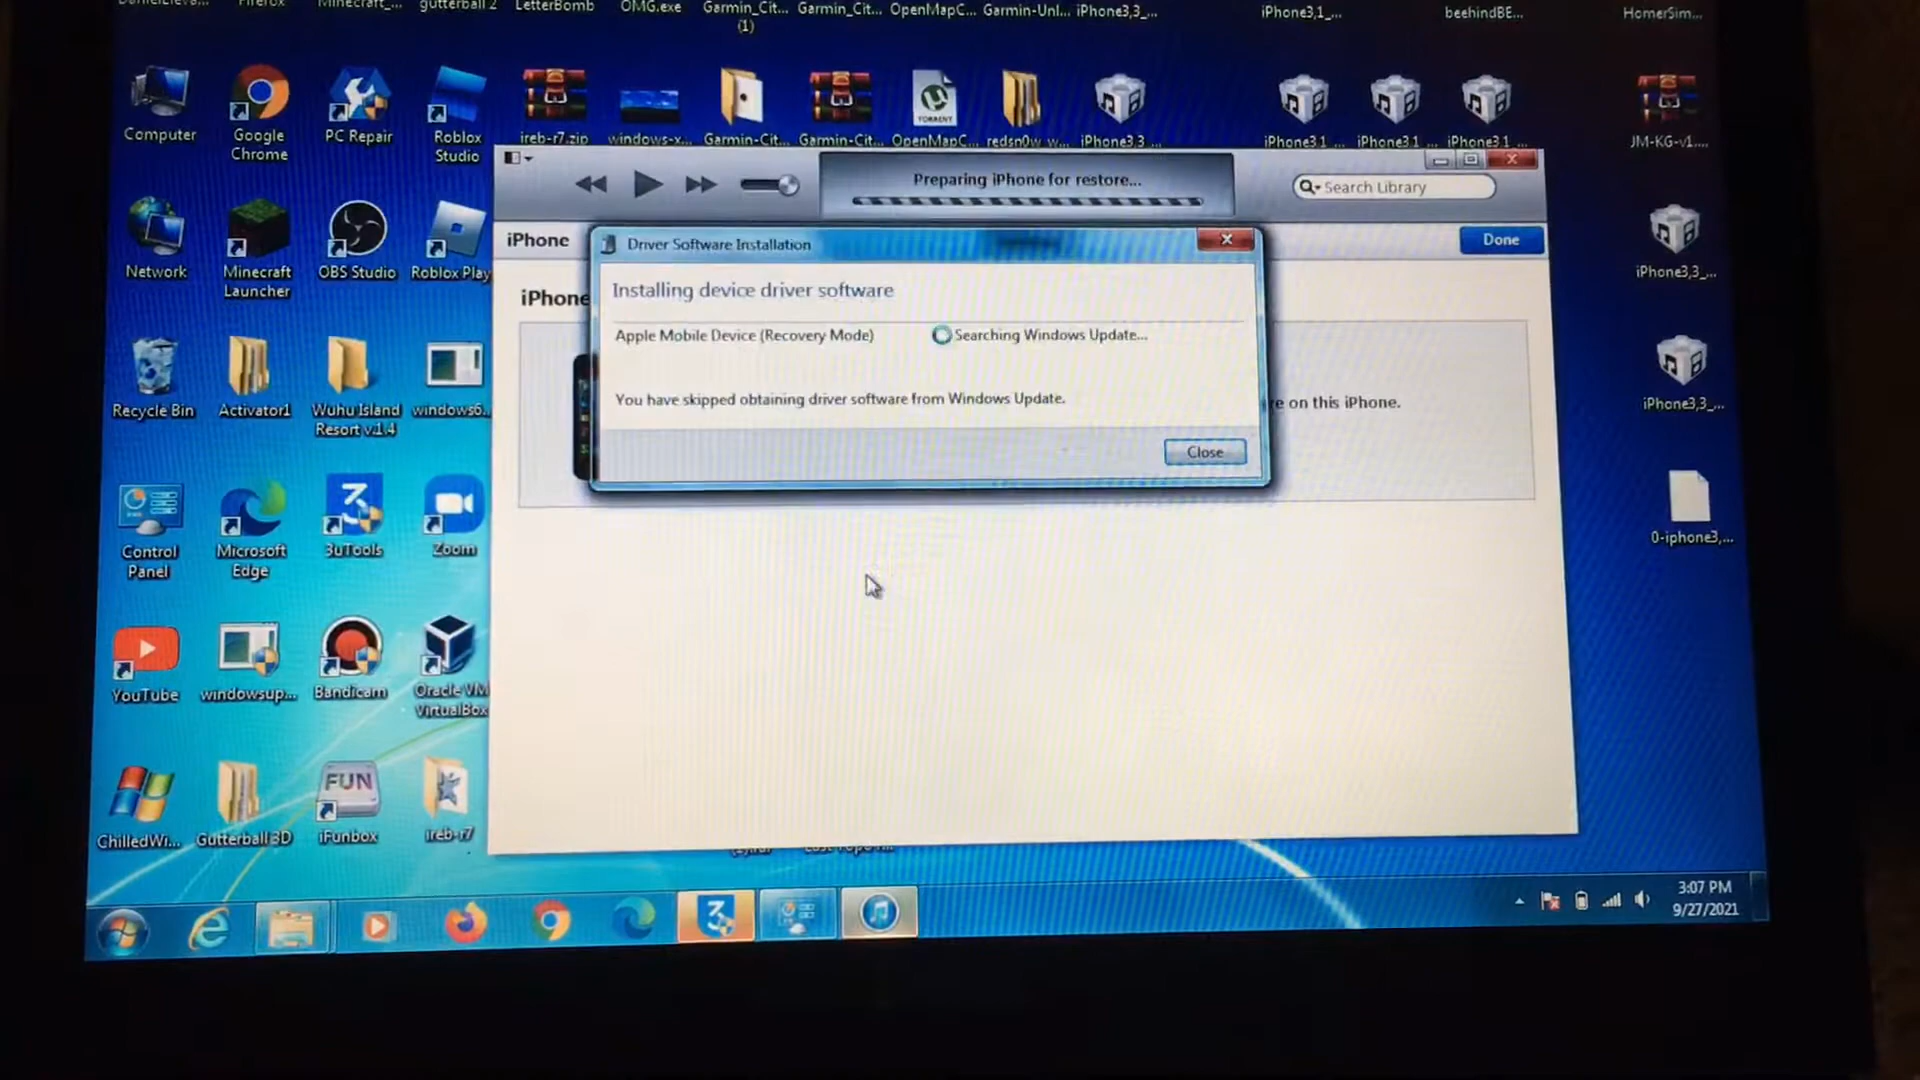 Firefox
Minecraft_...
gutterball 2
LetterBomb
OMG.exe
Garmin_Cit...
(1)
Garmin_Cit...
OpenMapC...
Garmin-Unl...
iPhone3,3_...
iPhone3,1_...
beehindBE...
HomerSim...
Computer
Google
Chrome
PC Repair
Roblox
Studio
ireb-r7.zip
windows-x...
Garmin-Cit...
Garmin-Cit...
TORRENT
OpenMapC...
redsn0w_w...
iPhone3,3_...
iPhone3,1_...
iPhone3,1_...
iPhone3,1_...
JM-KG-v1....
Preparing iPhone for restore...
Search Library
iPhone
Done
Driver Software Installation
Installing device driver software
Apple Mobile Device (Recovery Mode)
Searching Windows Update...
You have skipped obtaining driver software from Windows Update.
Close
iPhone
re on this iPhone.
Network
Minecraft
Launcher
OBS Studio
Roblox Play
iPhone3,3_...
Recycle Bin
Activator1
Wuhu Island
Resort v.1.4
windows6...
iPhone3,3_...
Control
Panel
Microsoft
Edge
3uTools
Zoom
0-iphone3,...
YouTube
windowsup...
Bandicam
Oracle VM
VirtualBox
FUN
ChilledWi...
Gutterball 3D
iFunbox
ireb-r7
3:07 PM
9/27/2021